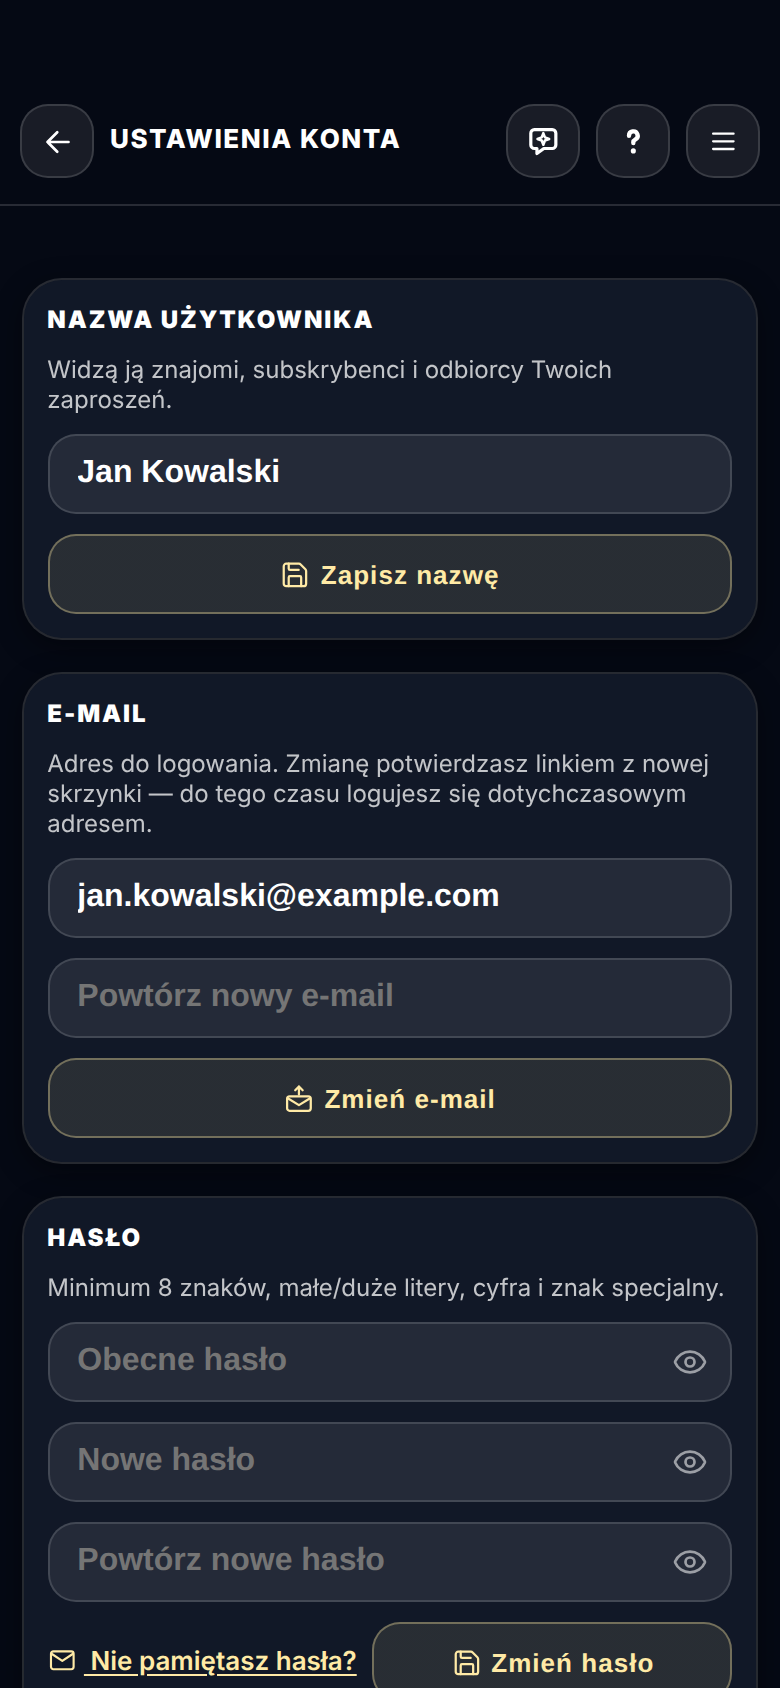 USTAWIENIA KONTA
?
NAZWA UŻYTKOWNIKA
Widzą ją znajomi, subskrybenci i odbiorcy Twoich
zaproszeń.
Jan Kowalski
Zapisz nazwę
E-MAIL
Adres do logowania. Zmianę potwierdzasz linkiem z nowej
skrzynki — do tego czasu logujesz się dotychczasowym
adresem.
jan.kowalski@example.com
Powtórz nowy e-mail
Zmień e-mail
HASŁO
Minimum 8 znaków, małe/duże litery, cyfra i znak specjalny.
Obecne hasło
Nowe hasło
Powtórz nowe hasło
Nie pamiętasz hasła? Zmień hasło